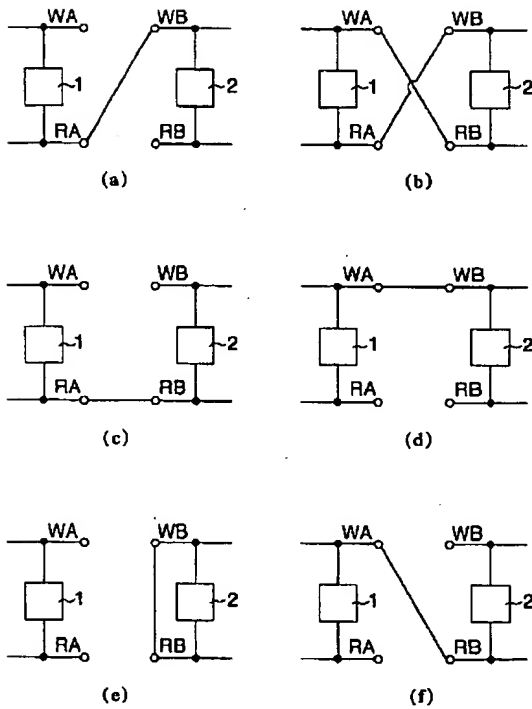 WA WB WA WB
1 2 1 2
RA RB RA RB
(a) (b)
WA WB WA WB
1 2 1 2
RA RB RA RB
(c) (d)
WA WB WA WB
1 2 1 2
RA RB RA RB
(e) (f)